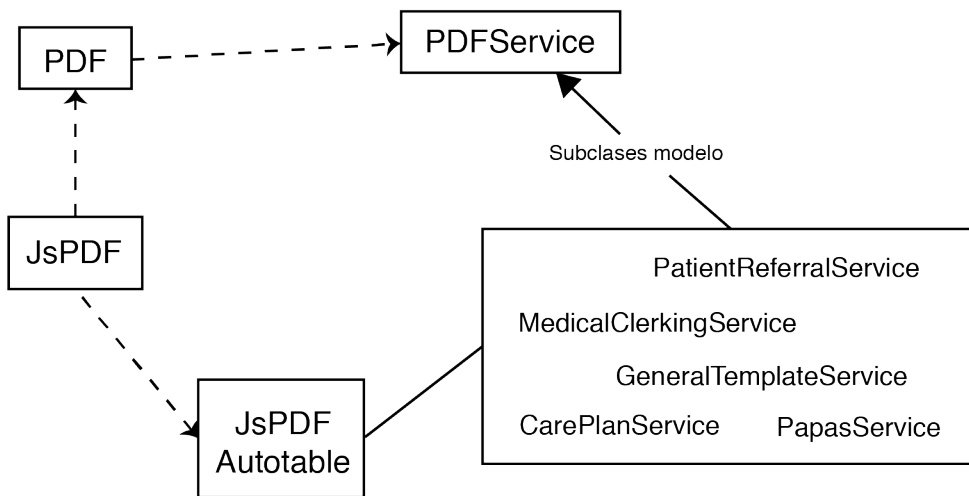 PDF
PDFService
Subclases modelo
JsPDF
PatientReferralService
MedicalClerkingService
GeneralTemplateService
CarePlanService
PapasService
JsPDF
Autotable